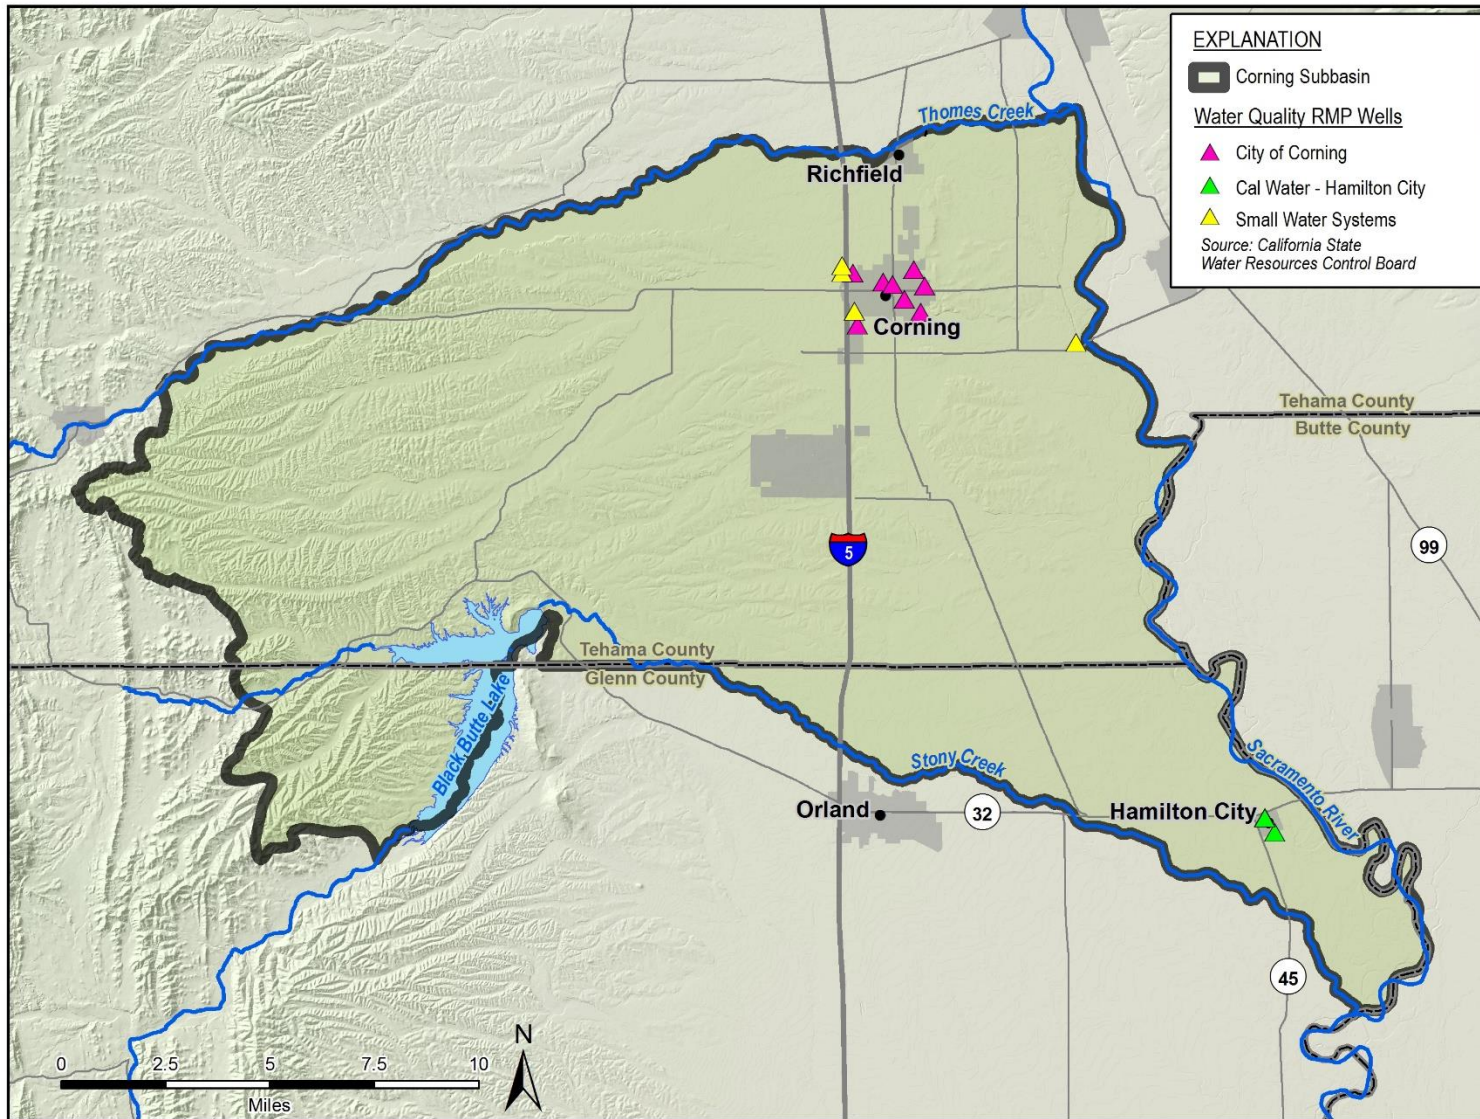 EXPLANATION
Corning Subbasin
Water Quality RMP Wells
City of Corning
Cal Water - Hamilton City
Small Water Systems
Source: California State
Water Resources Control Board
Thomes Creek
Richfield
Corning
Tehama County
Butte County
99
5
Tehama County
Glenn County
Black Butte Lake
Stony Creek
Sacramento River
Orland
32
Hamilton City
45
N
0 2.5 5 7.5 10
Miles